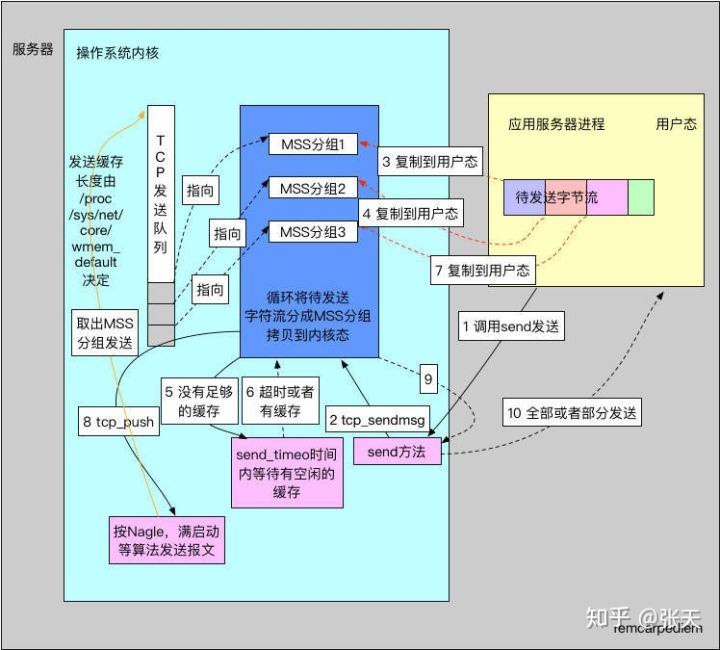 服务器
操作系统内核
应用服务器进程
用户态
待发送字节流
TCP发送队列
MSS分组1
MSS分组2
MSS分组3
3 复制到用户态
4 复制到用户态
7 复制到用户态
指向
指向
指向
发送缓存
长度由
/proc
/sys/net/
core/
wmem_
default
决定
循环将待发送
字符流分成MSS分组
拷贝到内核态
取出MSS
分组发送
1 调用send发送
5 没有足够
的缓存
6 超时或者
有缓存
9
8 tcp_push
2 tcp_sendmsg
10 全部或者部分发送
send_timeo时间
内等待有空闲的
缓存
send方法
按Nagle，满启动
等算法发送报文
知乎 @张天
remcarpediem